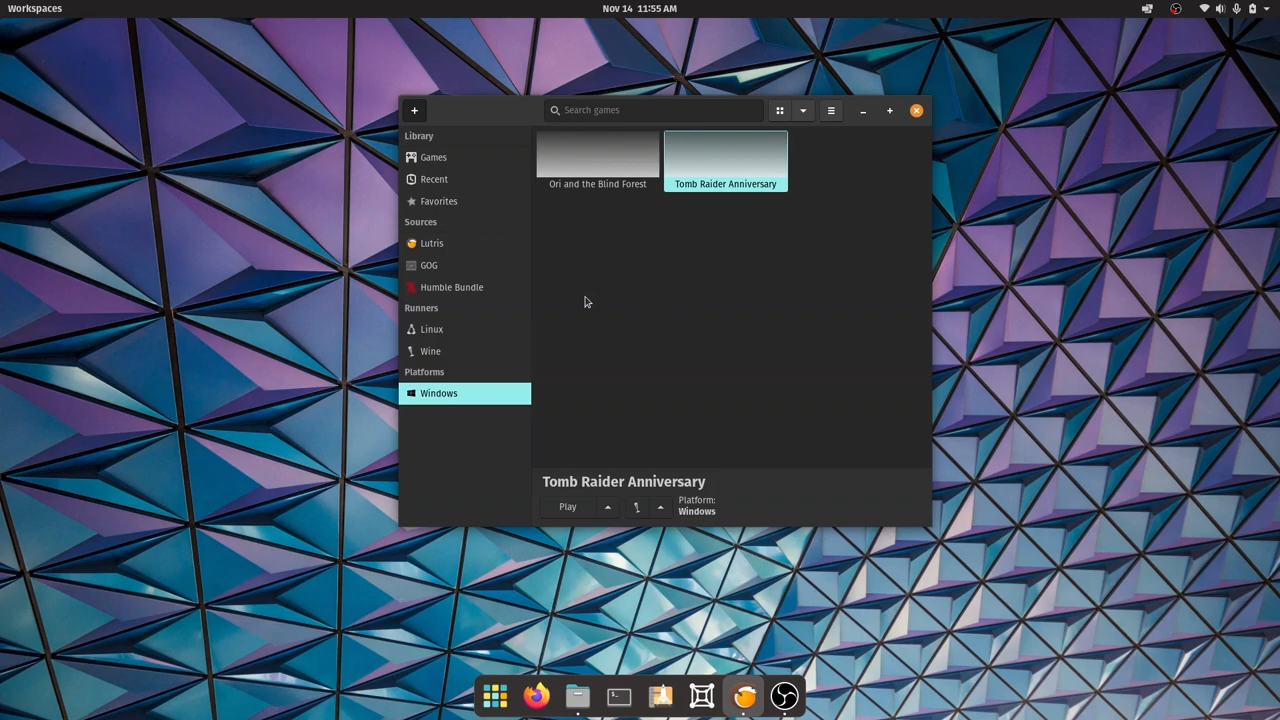 Workspaces
Nov 14 11:55 AM
Search games
Library
Games
Recent
Favorites
Sources
Lutris
GOG
Humble Bundle
Runners
Linux
Wine
Platforms
Windows
Ori and the Blind Forest
Tomb Raider Anniversary
Tomb Raider Anniversary
Play
Platform:
Windows